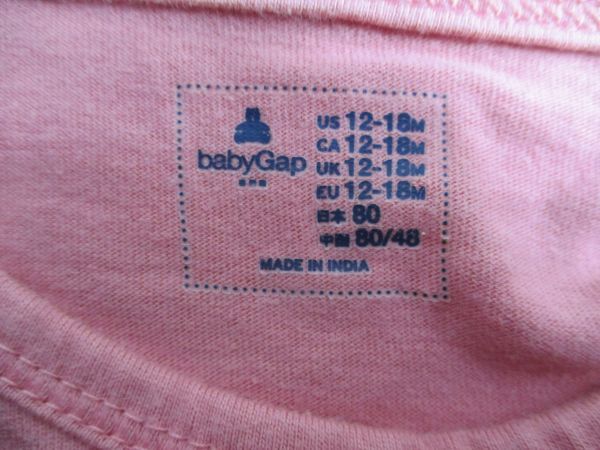 babyGap
US 12-18M
CA 12-18M
UK 12-18M
EU 12-18M
日本 80
中国 80/48
MADE IN INDIA